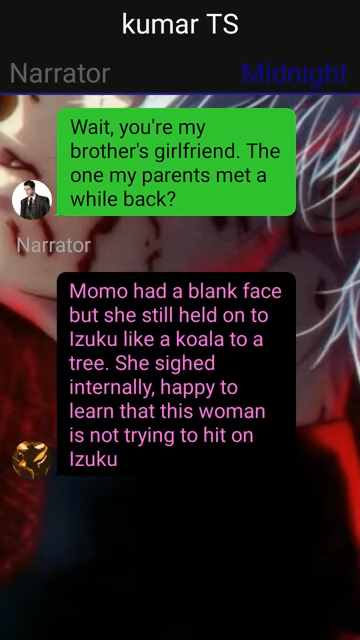 kumar TS
Narrator Midnight
Wait, you're my
brother's girlfriend. The
one my parents met a
while back?
Narrator
Momo had a blank face
but she still held on to
Izuku like a koala to a
tree. She sighed
internally, happy to
learn that this woman
is not trying to hit on
Izuku